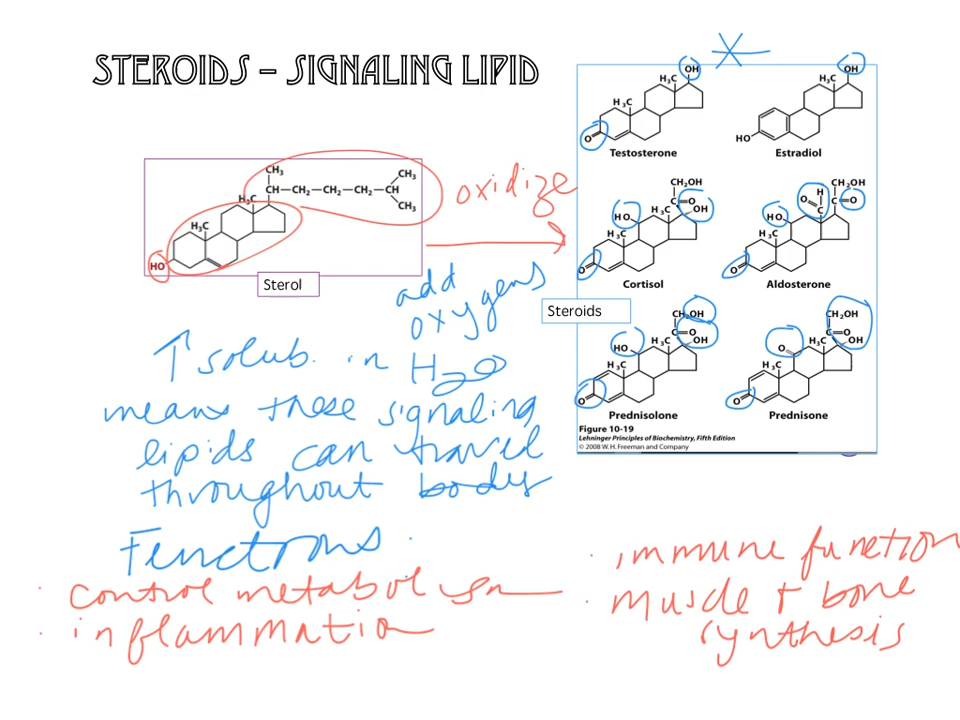 STEROIDS – SIGNALING LIPID
CH₃
CH—CH₂—CH₂—CH₂—CH
CH₃
CH₃
H₃C
H₃C
HO
Sterol
oxidize
add
oxygens
↑ solub. in H₂O
means these signaling
lipids can travel
throughout body
Functions
· control metabolism
· inflammation
· immune function
· muscle + bone
synthesis
OH
H₃C
H₃C
O
Testosterone
OH
H₃C
HO
Estradiol
CH₂OH
C=O
H₃C
OH
HO
H₃C
O
Cortisol
CH₂OH
H
O
C
C=O
HO
H₃C
O
Aldosterone
Steroids
CH₂OH
C=O
H₃C
OH
HO
H₃C
O
Prednisolone
CH₂OH
C=O
H₃C
OH
O
H₃C
O
Prednisone
Figure 10-19
Lehninger Principles of Biochemistry, Fifth Edition
© 2008 W. H. Freeman and Company